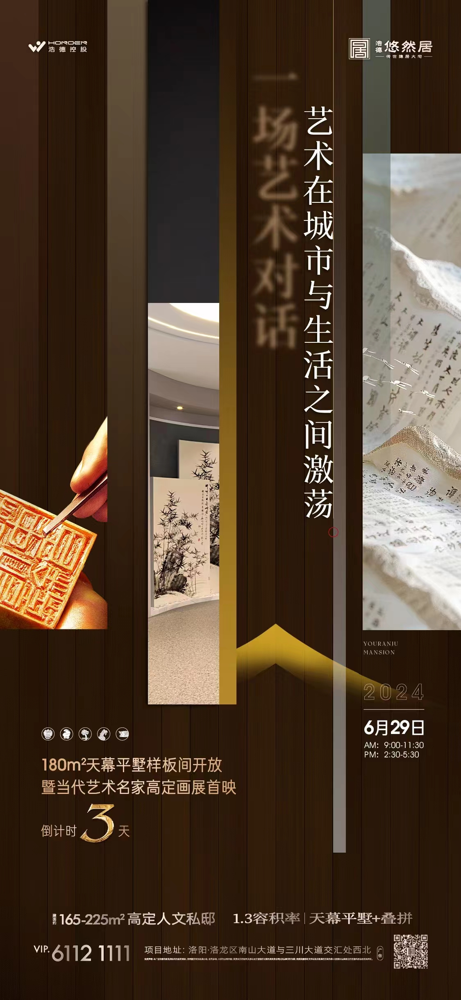 HONDEN
浩德控股
浩德 悠然居
传世隐居大宅
一场艺术对话
艺术在城市与生活之间激荡
YOURANJU
MANSION
2024
6月29日
AM: 9:00-11:30
PM: 2:30-5:30
180m²天幕平墅样板间开放
暨当代艺术名家高定画展首映
倒计时3天
建面约 165-225m² 高定人文私邸 1.3容积率|天幕平墅+叠拼
VIP. 6112 1111
项目地址: 洛阳·洛龙区南山大道与三川大道交汇处西北
广告